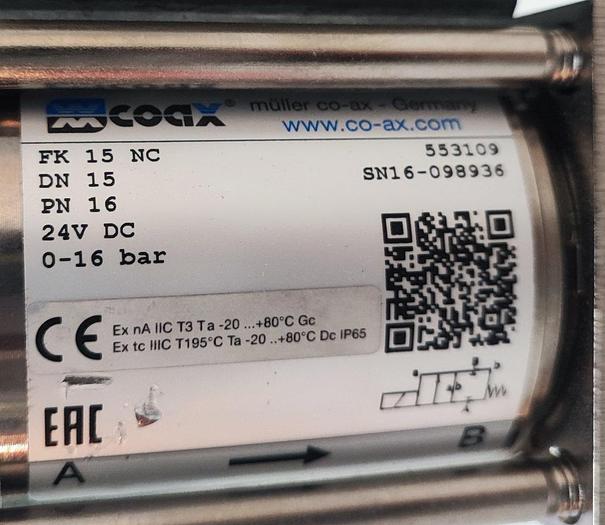 coax® müller co-ax - Germany
www.co-ax.com
FK 15 NC 553109
DN 15 SN16-098936
PN 16
24V DC
0-16 bar
CE Ex nA IIC T3 Ta -20 ...+80°C Gc
Ex tc IIIC T195°C Ta -20 ..+80°C Dc IP65
EAC
A B